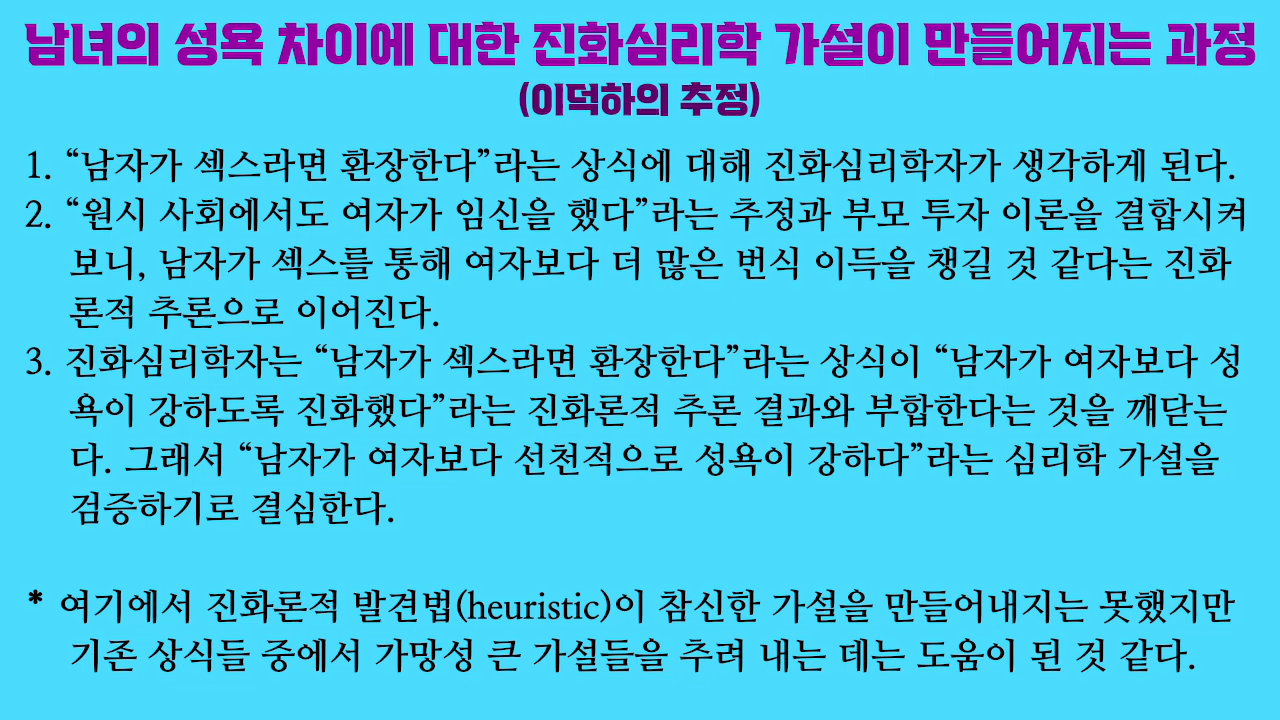 남녀의 성욕 차이에 대한 진화심리학 가설이 만들어지는 과정
(이덕하의 추정)
1. “남자가 섹스라면 환장한다”라는 상식에 대해 진화심리학자가 생각하게 된다.
2. “원시 사회에서도 여자가 임신을 했다”라는 추정과 부모 투자 이론을 결합시켜
보니, 남자가 섹스를 통해 여자보다 더 많은 번식 이득을 챙길 것 같다는 진화
론적 추론으로 이어진다.
3. 진화심리학자는 “남자가 섹스라면 환장한다”라는 상식이 “남자가 여자보다 성
욕이 강하도록 진화했다”라는 진화론적 추론 결과와 부합한다는 것을 깨닫는
다. 그래서 “남자가 여자보다 선천적으로 성욕이 강하다”라는 심리학 가설을
검증하기로 결심한다.
* 여기에서 진화론적 발견법(heuristic)이 참신한 가설을 만들어내지는 못했지만
기존 상식들 중에서 가망성 큰 가설들을 추려 내는 데는 도움이 된 것 같다.